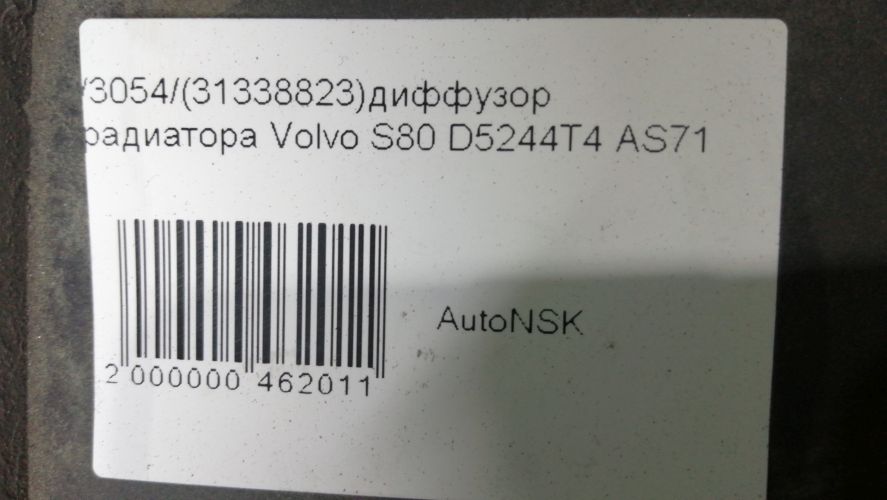 /3054/(31338823)диффузор
радиатора Volvo S80 D5244T4 AS71
AutoNSK
2 000000 462011